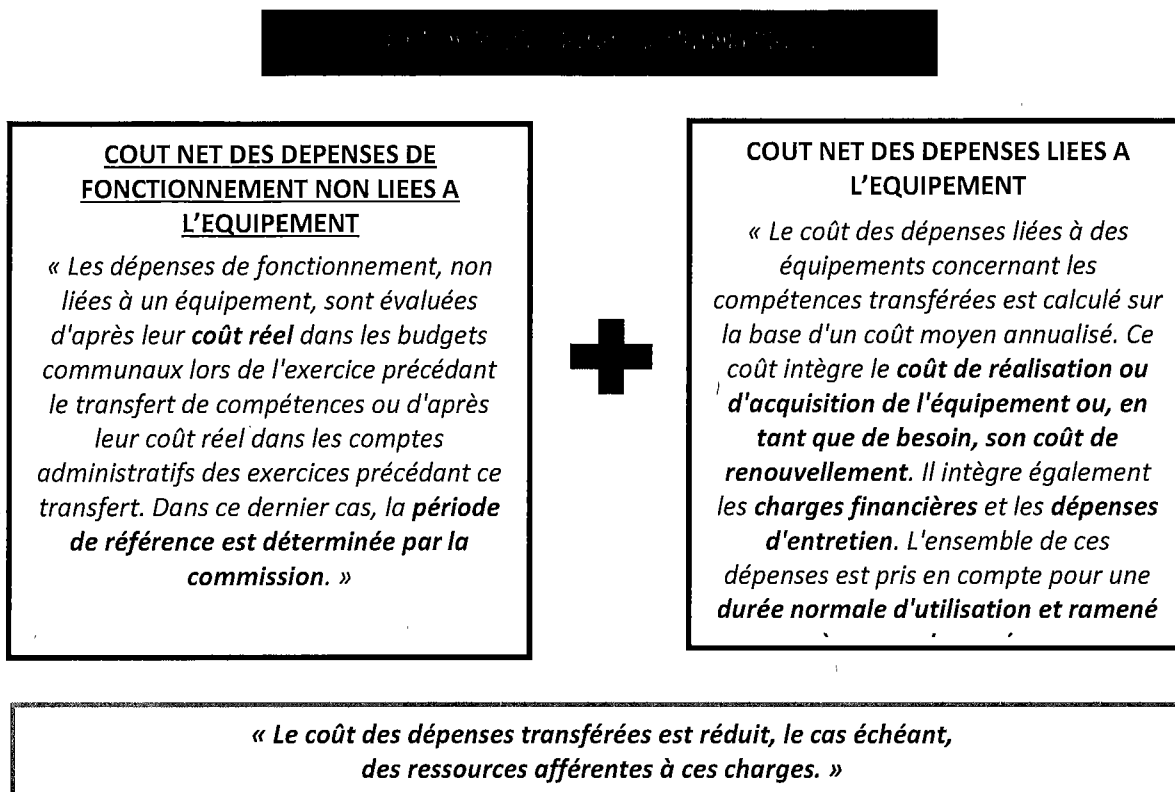 COUT NET DES DEPENSES DE
FONCTIONNEMENT NON LIEES A
L'EQUIPEMENT
« Les dépenses de fonctionnement, non
liées à un équipement, sont évaluées
d'après leur coût réel dans les budgets
communaux lors de l'exercice précédant
le transfert de compétences ou d'après
leur coût réel dans les comptes
administratifs des exercices précédant ce
transfert. Dans ce dernier cas, la période
de référence est déterminée par la
commission. »
COUT NET DES DEPENSES LIEES A
L'EQUIPEMENT
« Le coût des dépenses liées à des
équipements concernant les
compétences transférées est calculé sur
la base d'un coût moyen annualisé. Ce
coût intègre le coût de réalisation ou
d'acquisition de l'équipement ou, en
tant que de besoin, son coût de
renouvellement. Il intègre également
les charges financières et les dépenses
d'entretien. L'ensemble de ces
dépenses est pris en compte pour une
durée normale d'utilisation et ramené
« Le coût des dépenses transférées est réduit, le cas échéant,
des ressources afférentes à ces charges. »